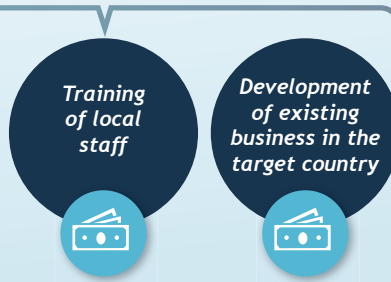 Training
of local
staff
Development
of existing
business in the
target country